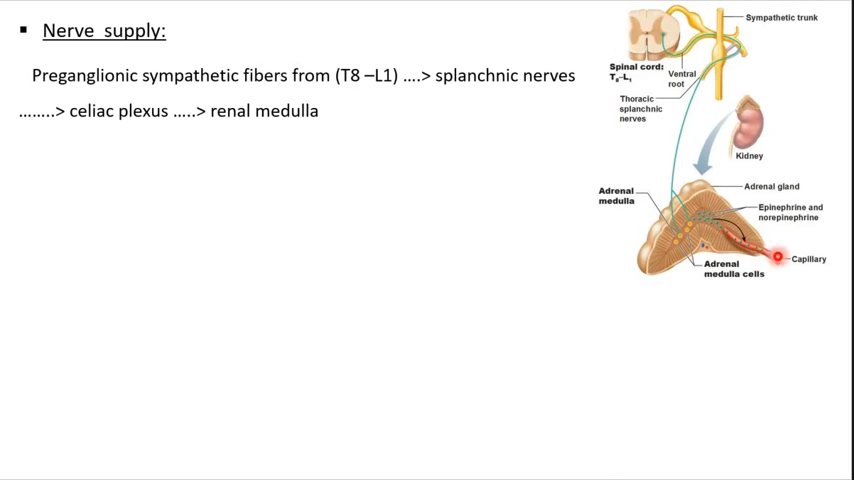 ▪ Nerve supply:
Preganglionic sympathetic fibers from (T8 –L1) ....> splanchnic nerves
........> celiac plexus .....> renal medulla
Sympathetic trunk
Spinal cord:
T₈–L₁
Ventral
root
Thoracic
splanchnic
nerves
Kidney
Adrenal
medulla
Adrenal gland
Epinephrine and
norepinephrine
Capillary
Adrenal
medulla cells